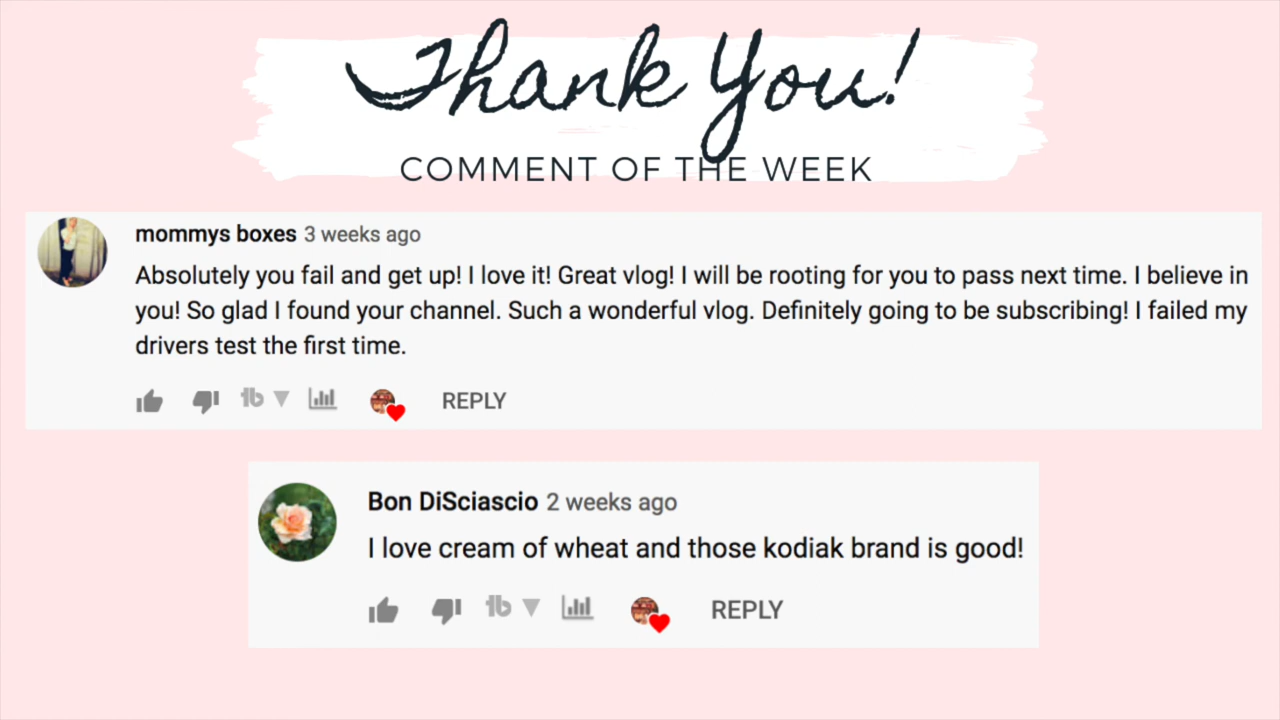 Thank You!
COMMENT OF THE WEEK
mommys boxes 3 weeks ago
Absolutely you fail and get up! I love it! Great vlog! I will be rooting for you to pass next time. I believe in
you! So glad I found your channel. Such a wonderful vlog. Definitely going to be subscribing! I failed my
drivers test the first time.
tb REPLY
Bon DiSciascio 2 weeks ago
I love cream of wheat and those kodiak brand is good!
tb REPLY